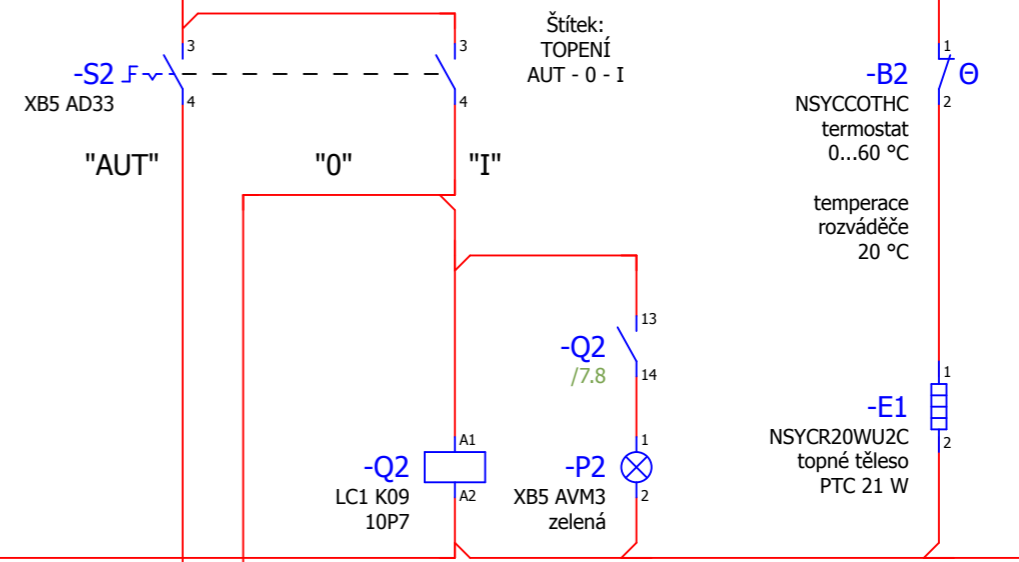 Štítek:
TOPENÍ
AUT - 0 - I
3
-S2
XB5 AD33
4
3
4
"AUT"
"0"
"I"
1
-B2
Θ
NSYCCOTHC
2
termostat
0...60 °C
temperace
rozváděče
20 °C
13
-Q2
/7.8
14
1
-E1
NSYCR20WU2C
2
topné těleso
PTC 21 W
A1
-Q2
LC1 K09
A2
10P7
1
-P2
XB5 AVM3
2
zelená